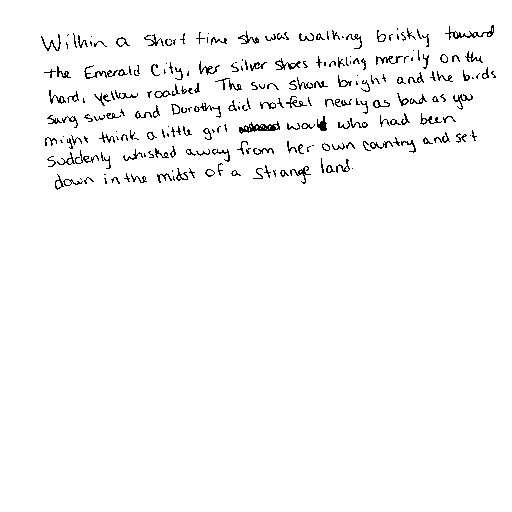 Within a short time she was walking briskly toward
the Emerald City, her silver shoes tinkling merrily on the
hard, yellow roadbed The sun shone bright and the birds
sang sweet and Dorothy did not feel nearly as bad as you
might think a little girl would who had been
suddenly whisked away from her own country and set
down in the midst of a strange land.